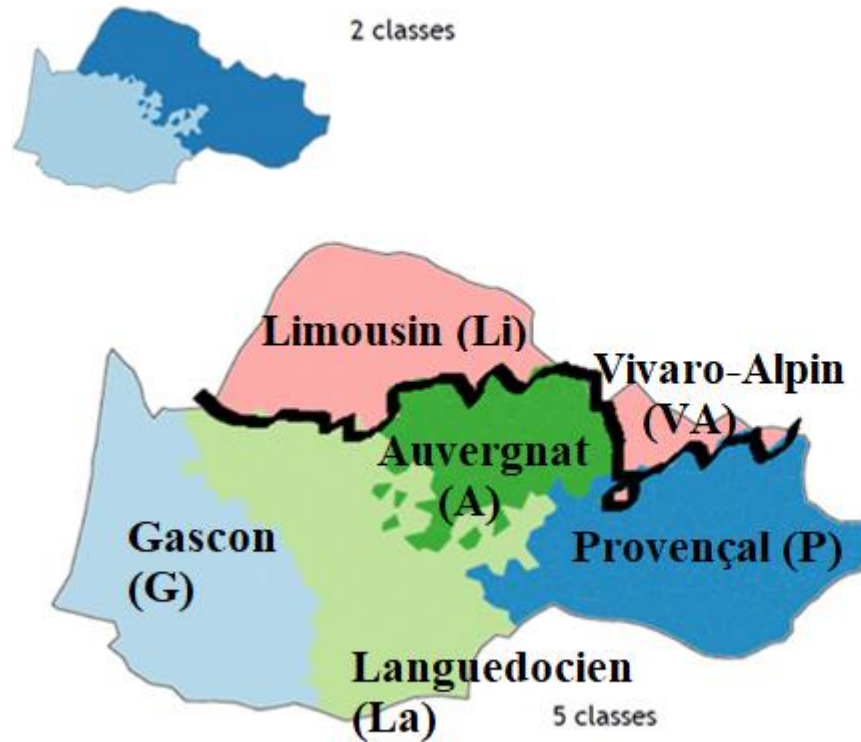 2 classes
Limousin (Li)
Vivaro-Alpin
(VA)
Auvergnat
(A)
Gascon
(G)
Provençal (P)
Languedocien
(La)
5 classes